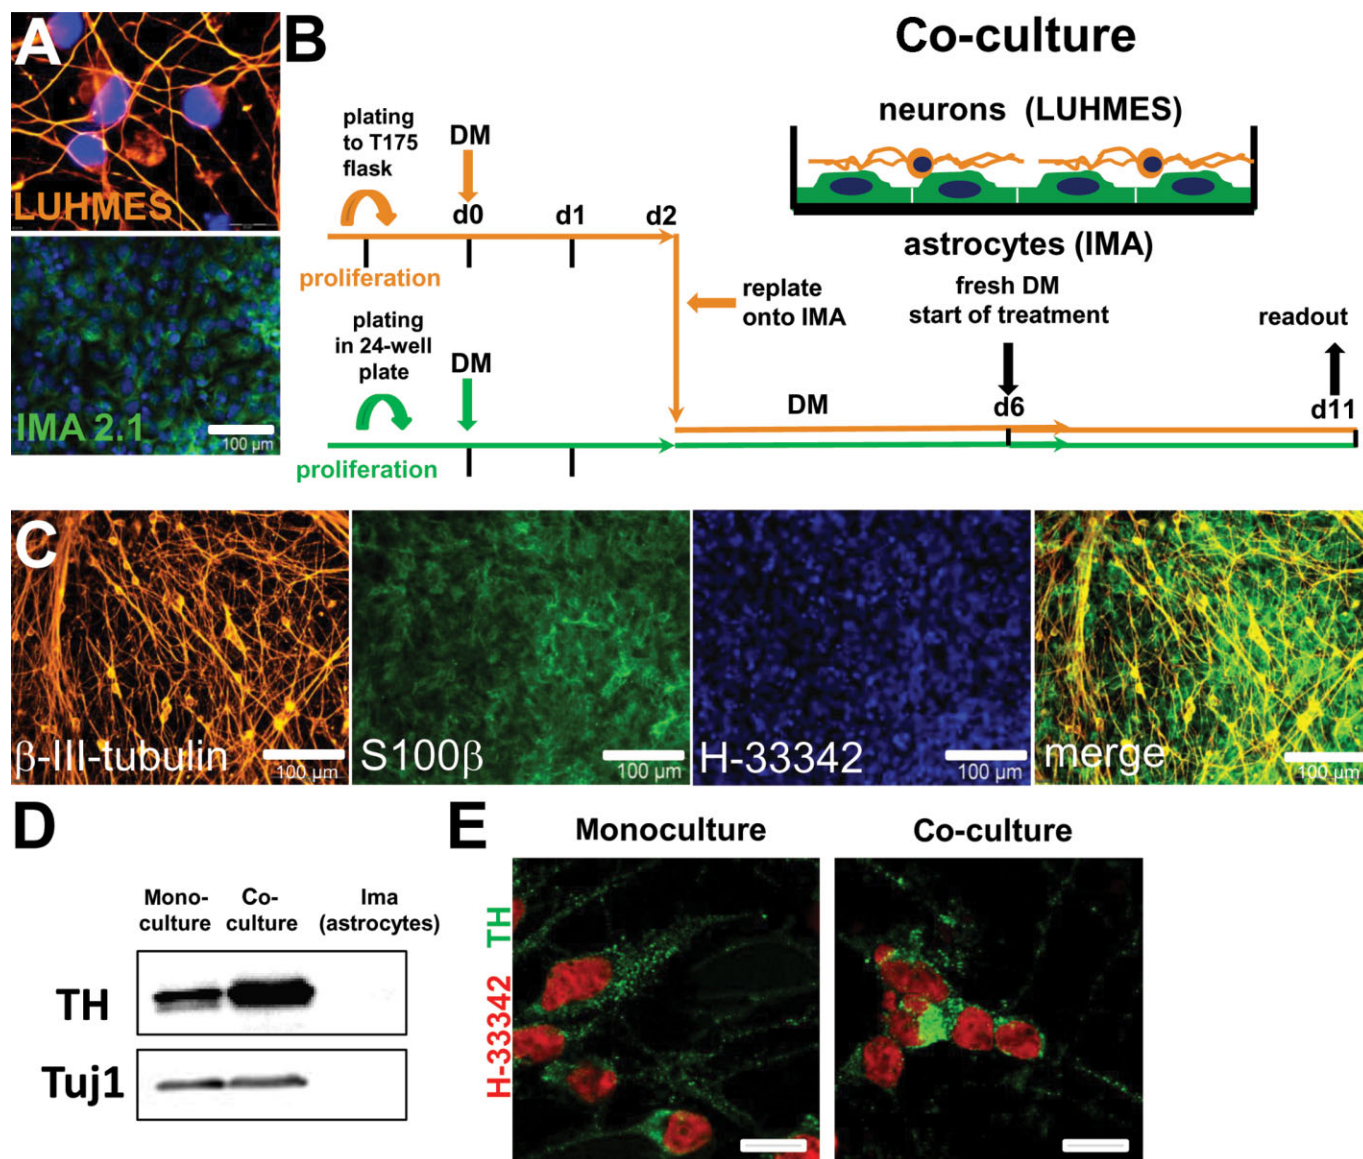 A
LUHMES
IMA 2.1
100 µm
B
Co-culture
neurons (LUHMES)
astrocytes (IMA)
plating
to T175
flask
DM
d0
d1
d2
proliferation
replate
onto IMA
fresh DM
start of treatment
readout
plating
in 24-well
plate
DM
DM
d6
d11
proliferation
C
β-III-tubulin
100 µm
S100β
100 µm
H-33342
100 µm
merge
100 µm
D
Mono-
culture
Co-
culture
Ima
(astrocytes)
TH
Tuj1
E
Monoculture
Co-culture
H-33342 TH